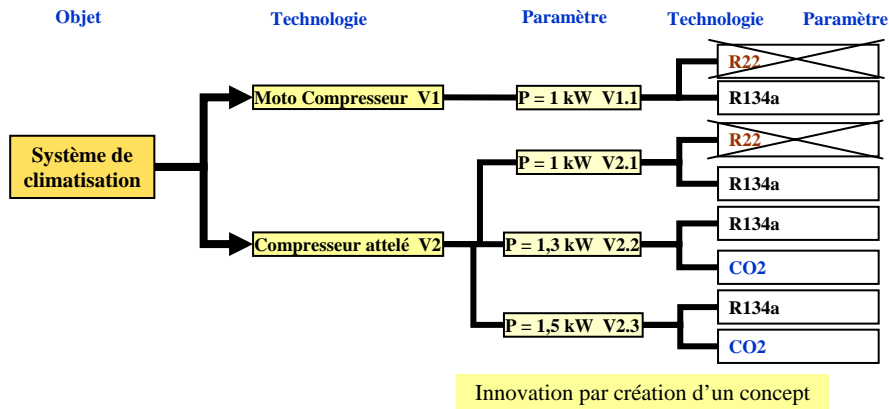 Objet
Technologie
Paramètre
Technologie
Paramètre
Système de
climatisation
Moto Compresseur  V1
P = 1 kW  V1.1
R22
R134a
Compresseur attelé  V2
P = 1 kW  V2.1
R22
R134a
P = 1,3 kW  V2.2
R134a
CO2
P = 1,5 kW  V2.3
R134a
CO2
Innovation par création d'un concept